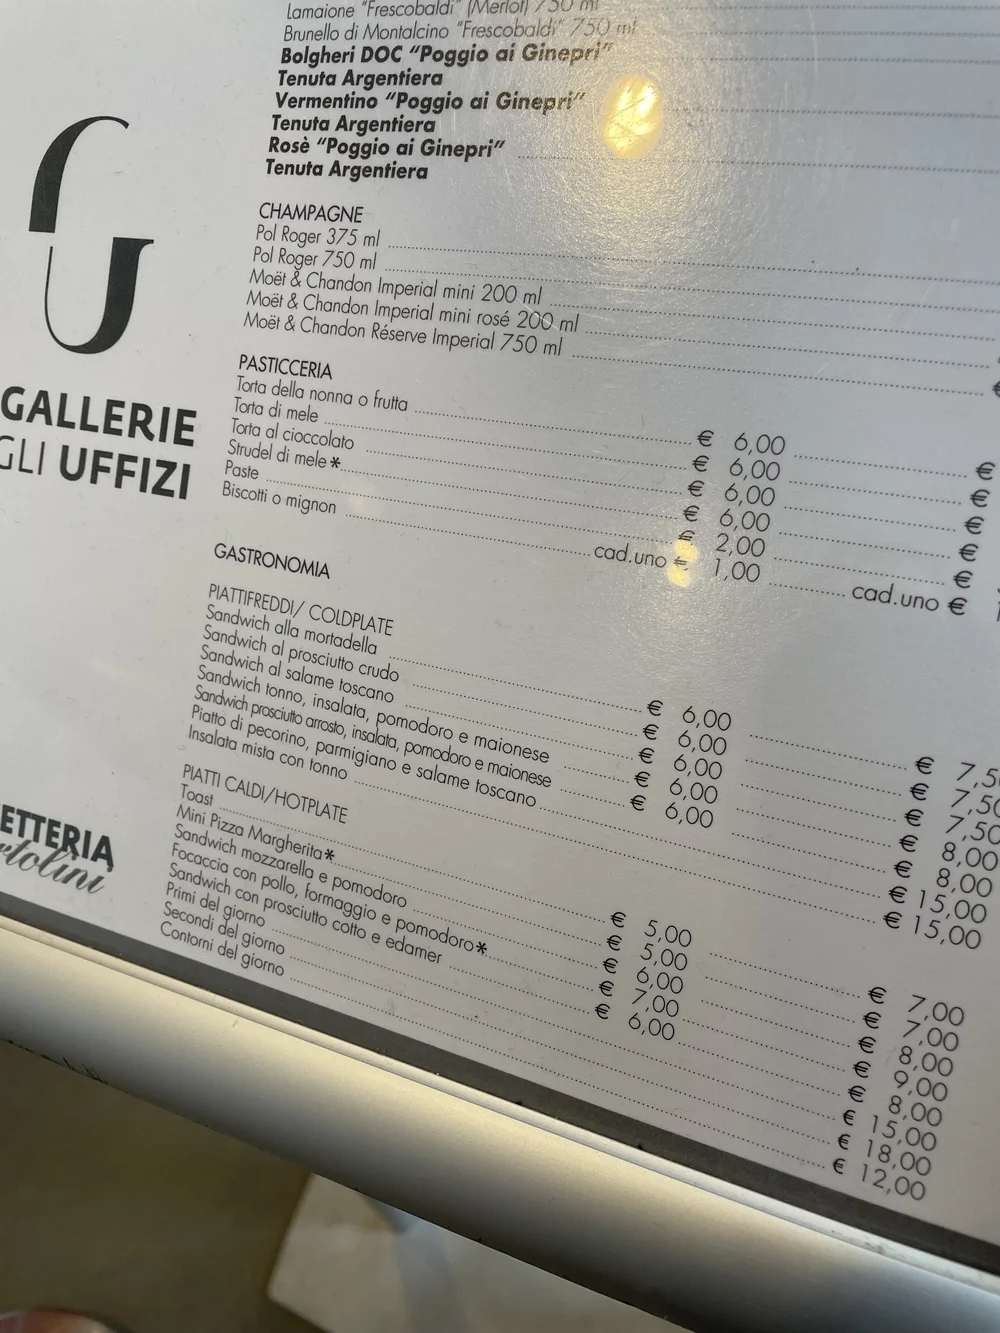 Lamaione "Frescobaldi" (Merlot) 750 ml
Brunello di Montalcino "Frescobaldi" 750 ml
Bolgheri DOC "Poggio ai Ginepri"
Tenuta Argentiera
Vermentino "Poggio ai Ginepri"
Tenuta Argentiera
Rosè "Poggio ai Ginepri"
Tenuta Argentiera
CHAMPAGNE
Pol Roger 375 ml
Pol Roger 750 ml
Moët & Chandon Imperial mini 200 ml
Moët & Chandon Imperial mini rosé 200 ml
Moët & Chandon Réserve Imperial 750 ml €
PASTICCERIA
Torta della nonna o frutta € 6,00 €
Torta di mele € 6,00 €
Torta al cioccolato € 6,00 €
Strudel di mele* € 6,00 €
Paste € 2,00 €
Biscotti o mignon cad.uno € 1,00 cad.uno €
GASTRONOMIA
PIATTIFREDDI/ COLDPLATE
Sandwich alla mortadella € 6,00 € 7,5
Sandwich al prosciutto crudo € 6,00 € 7,50
Sandwich al salame toscano € 6,00 € 7,50
Sandwich tonno, insalata, pomodoro e maionese € 6,00 € 8,00
Sandwich prosciutto arrosto, insalata, pomodoro e maionese € 6,00 € 8,00
Piatto di pecorino, parmigiano e salame toscano € 15,00
Insalata mista con tonno € 15,00
PIATTI CALDI/HOTPLATE
Toast € 5,00 € 7,00
Mini Pizza Margherita* € 5,00 € 7,00
Sandwich mozzarella e pomodoro € 6,00 € 8,00
Focaccia con pollo, formaggio e pomodoro* € 7,00 € 9,00
Sandwich con prosciutto cotto e edamer € 6,00 € 8,00
Primi del giorno € 15,00
Secondi del giorno € 18,00
Contorni del giorno € 12,00
GALLERIE
GLI UFFIZI
ETTERIA
rtolini